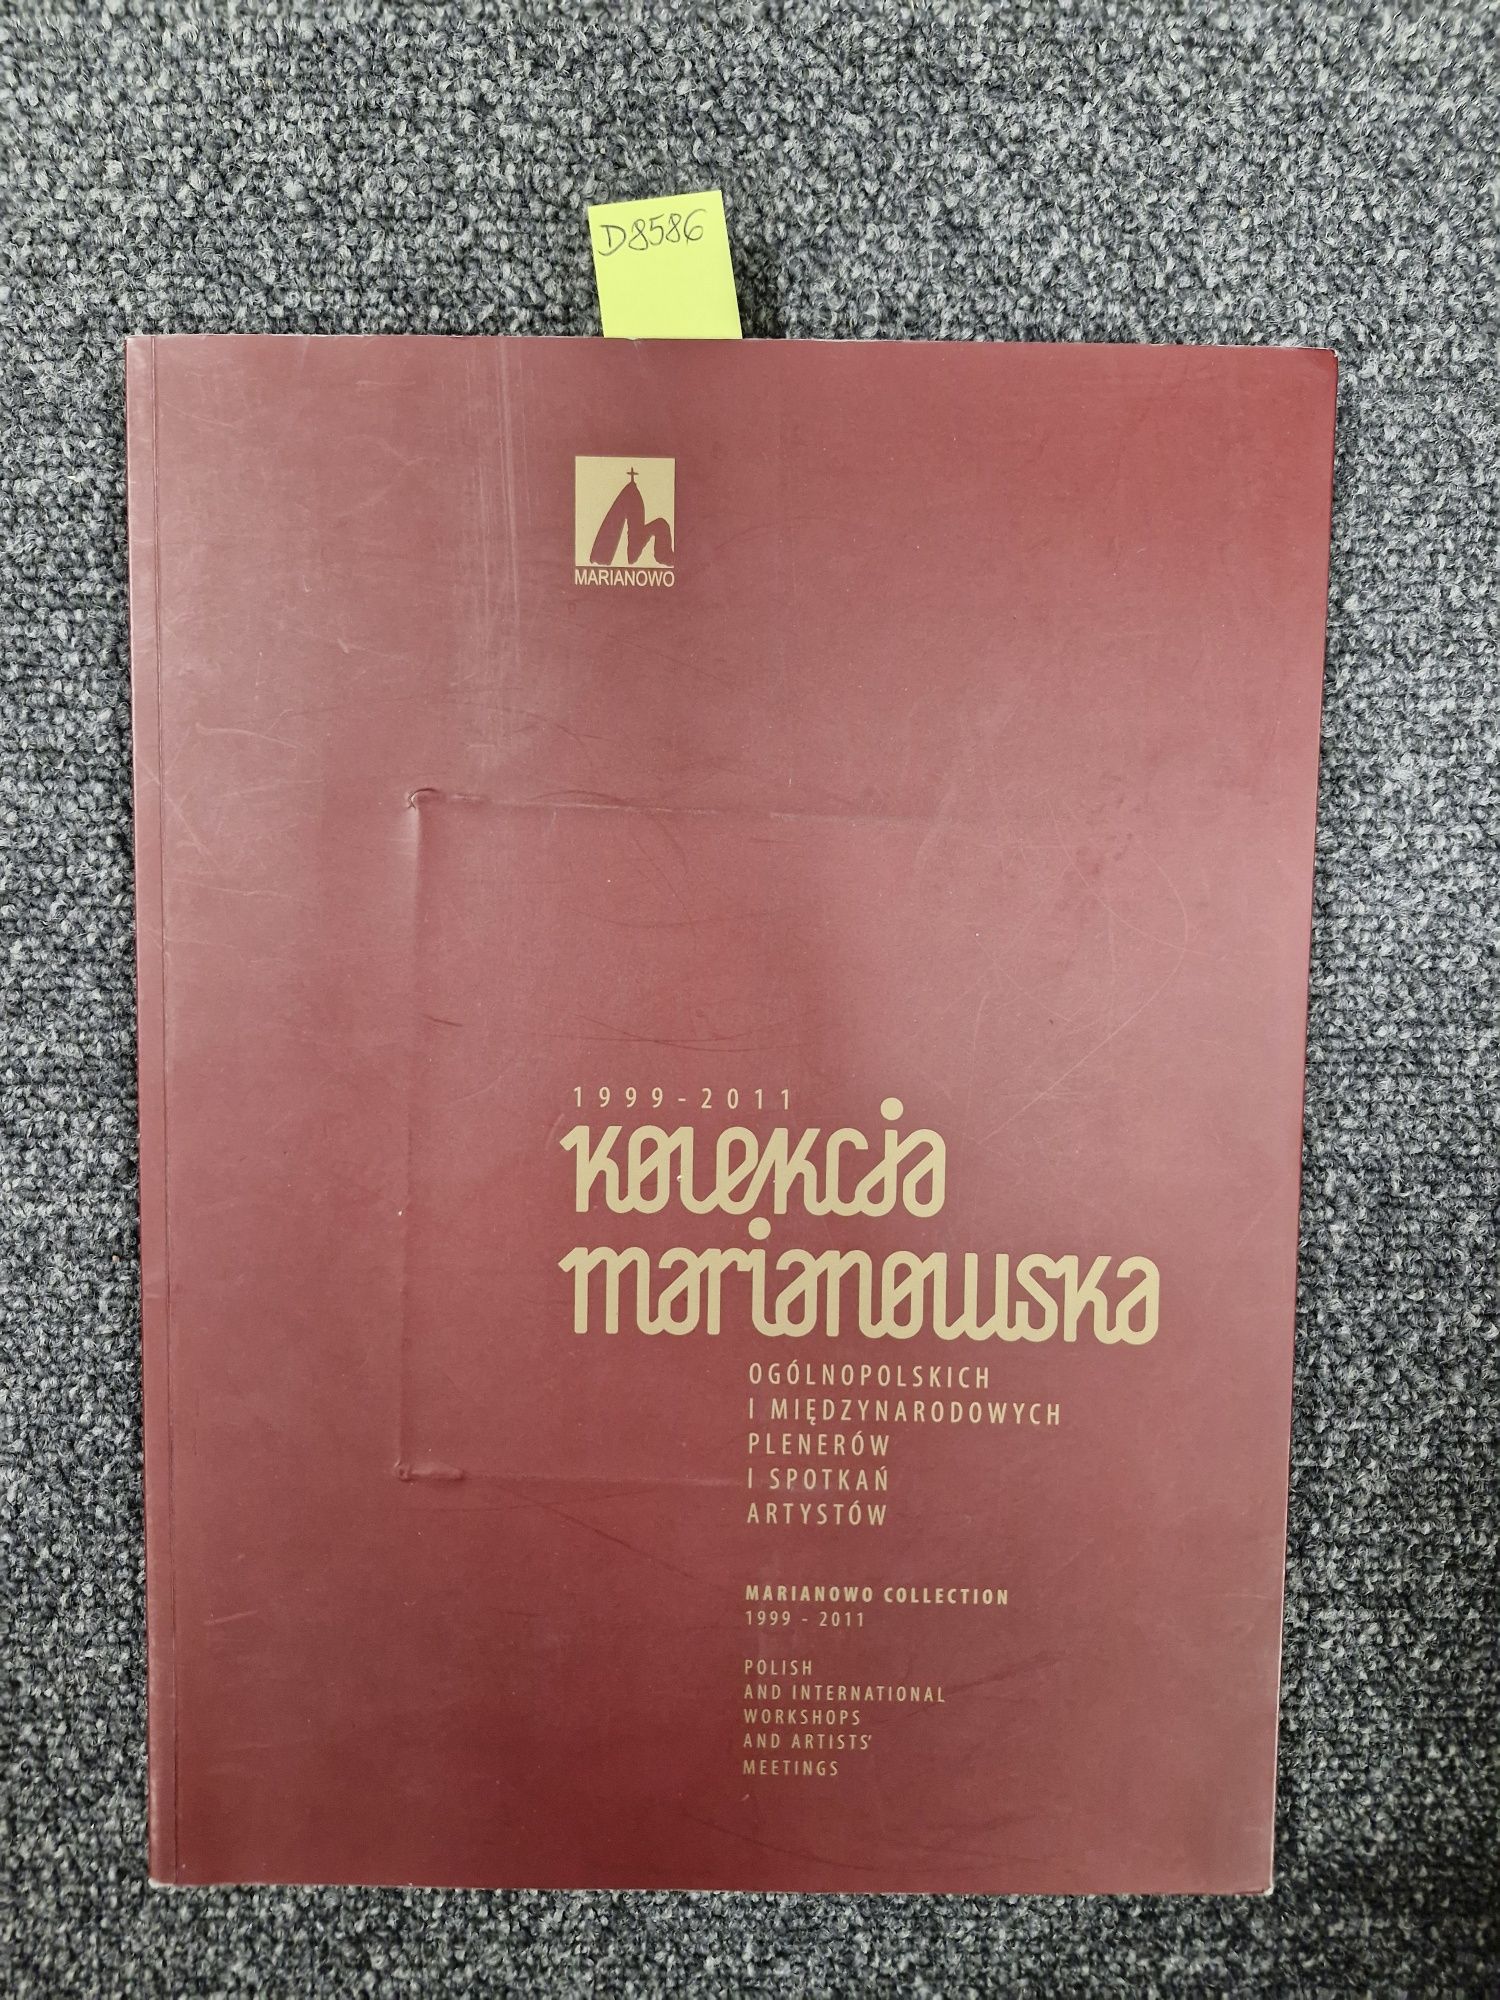 D8586
MARIANOWO
1999-2011
kolekcja
marianowska
OGÓLNOPOLSKICH
I MIĘDZYNARODOWYCH
PLENERÓW
I SPOTKAŃ
ARTYSTÓW
MARIANOWO COLLECTION
1999 - 2011
POLISH
AND INTERNATIONAL
WORKSHOPS
AND ARTISTS'
MEETINGS